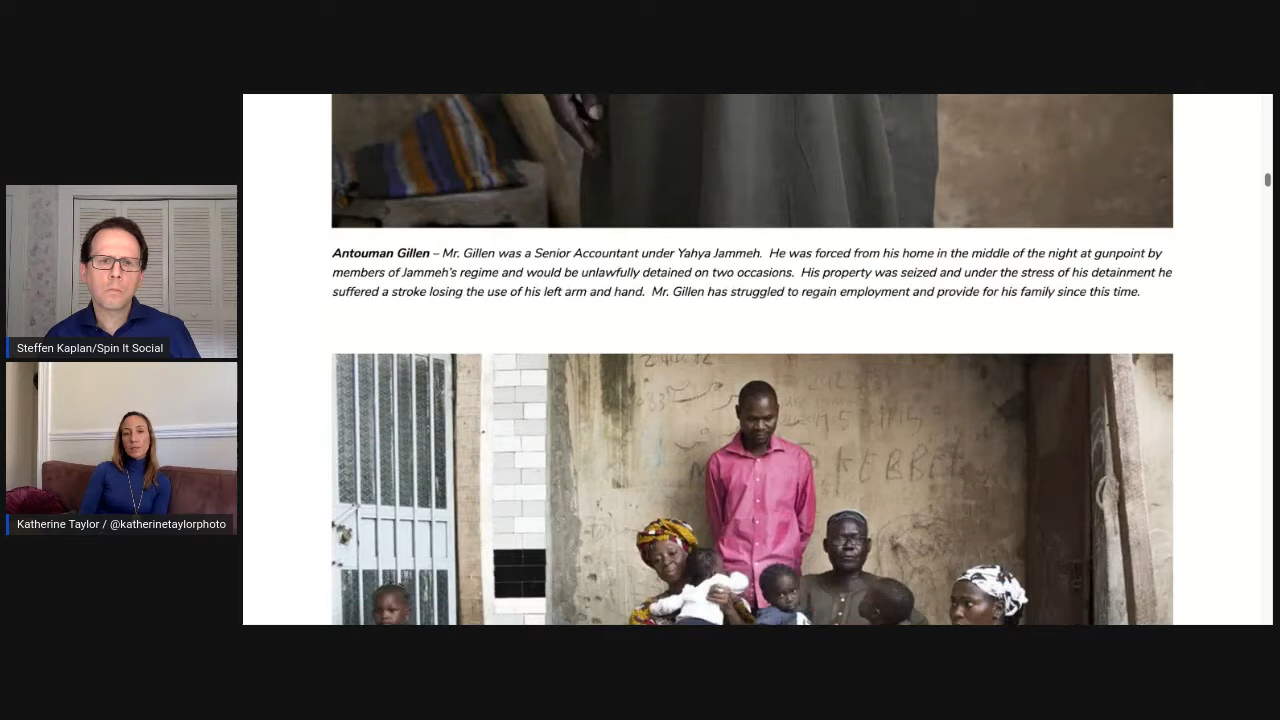 Antouman Gillen – Mr. Gillen was a Senior Accountant under Yahya Jammeh.  He was forced from his home in the middle of the night at gunpoint by
members of Jammeh's regime and would be unlawfully detained on two occasions.  His property was seized and under the stress of his detainment he
suffered a stroke losing the use of his left arm and hand.  Mr. Gillen has struggled to regain employment and provide for his family since this time.
Steffen Kaplan/Spin It Social
Katherine Taylor / @katherinetaylorphoto